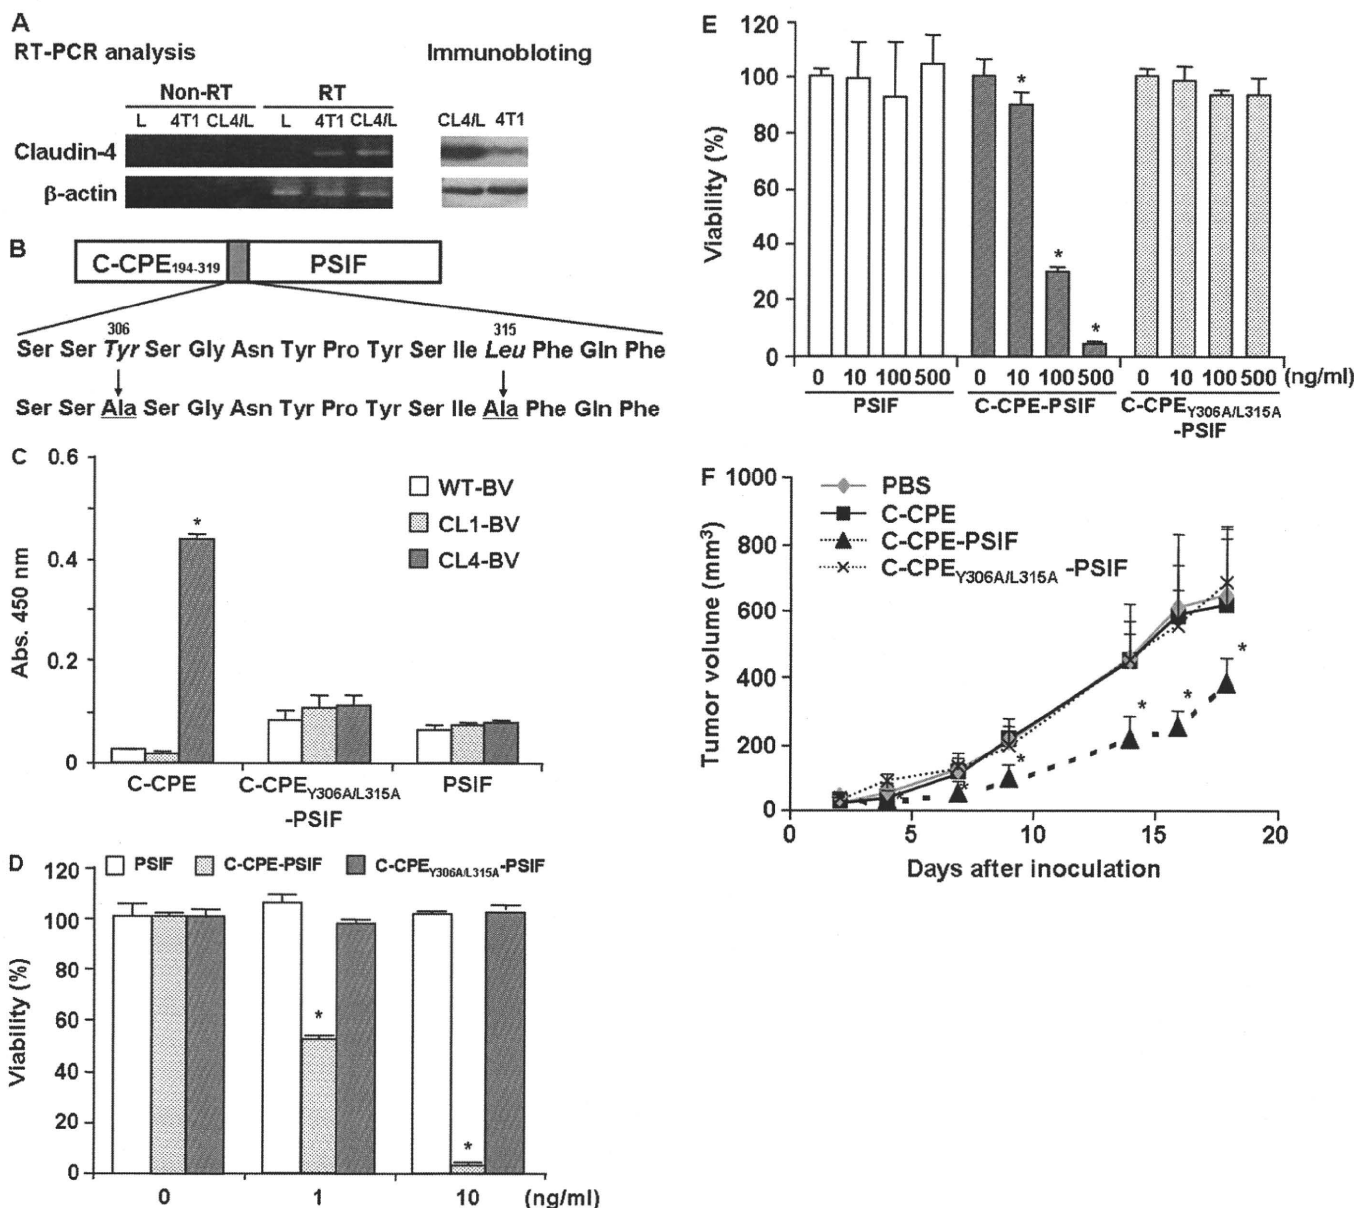 A
RT-PCR analysis
Immunobloting
Non-RT RT
L 4T1 CL4/L L 4T1 CL4/L
CL4/L 4T1
Claudin-4
β-actin
B
C-CPE194-319 PSIF
306 315
Ser Ser Tyr Ser Gly Asn Tyr Pro Tyr Ser Ile Leu Phe Gln Phe
Ser Ser Ala Ser Gly Asn Tyr Pro Tyr Ser Ile Ala Phe Gln Phe
C
Abs. 450 nm
0.6
0.4
0.2
0
WT-BV
CL1-BV
CL4-BV
*
C-CPE C-CPEY306A/L315A PSIF
-PSIF
D
PSIF C-CPE-PSIF C-CPEY306A/L315A-PSIF
Viability (%)
120
100
80
60
40
20
0
*
*
0 1 10 (ng/ml)
E
Viability (%)
120
100
80
60
40
20
0
*
*
*
0 10 100 500 0 10 100 500 0 10 100 500 (ng/ml)
PSIF C-CPE-PSIF C-CPEY306A/L315A
-PSIF
F
PBS
C-CPE
C-CPE-PSIF
C-CPEY306A/L315A -PSIF
Tumor volume (mm3)
1000
800
600
400
200
0
*
*
*
*
*
*
0 5 10 15 20
Days after inoculation